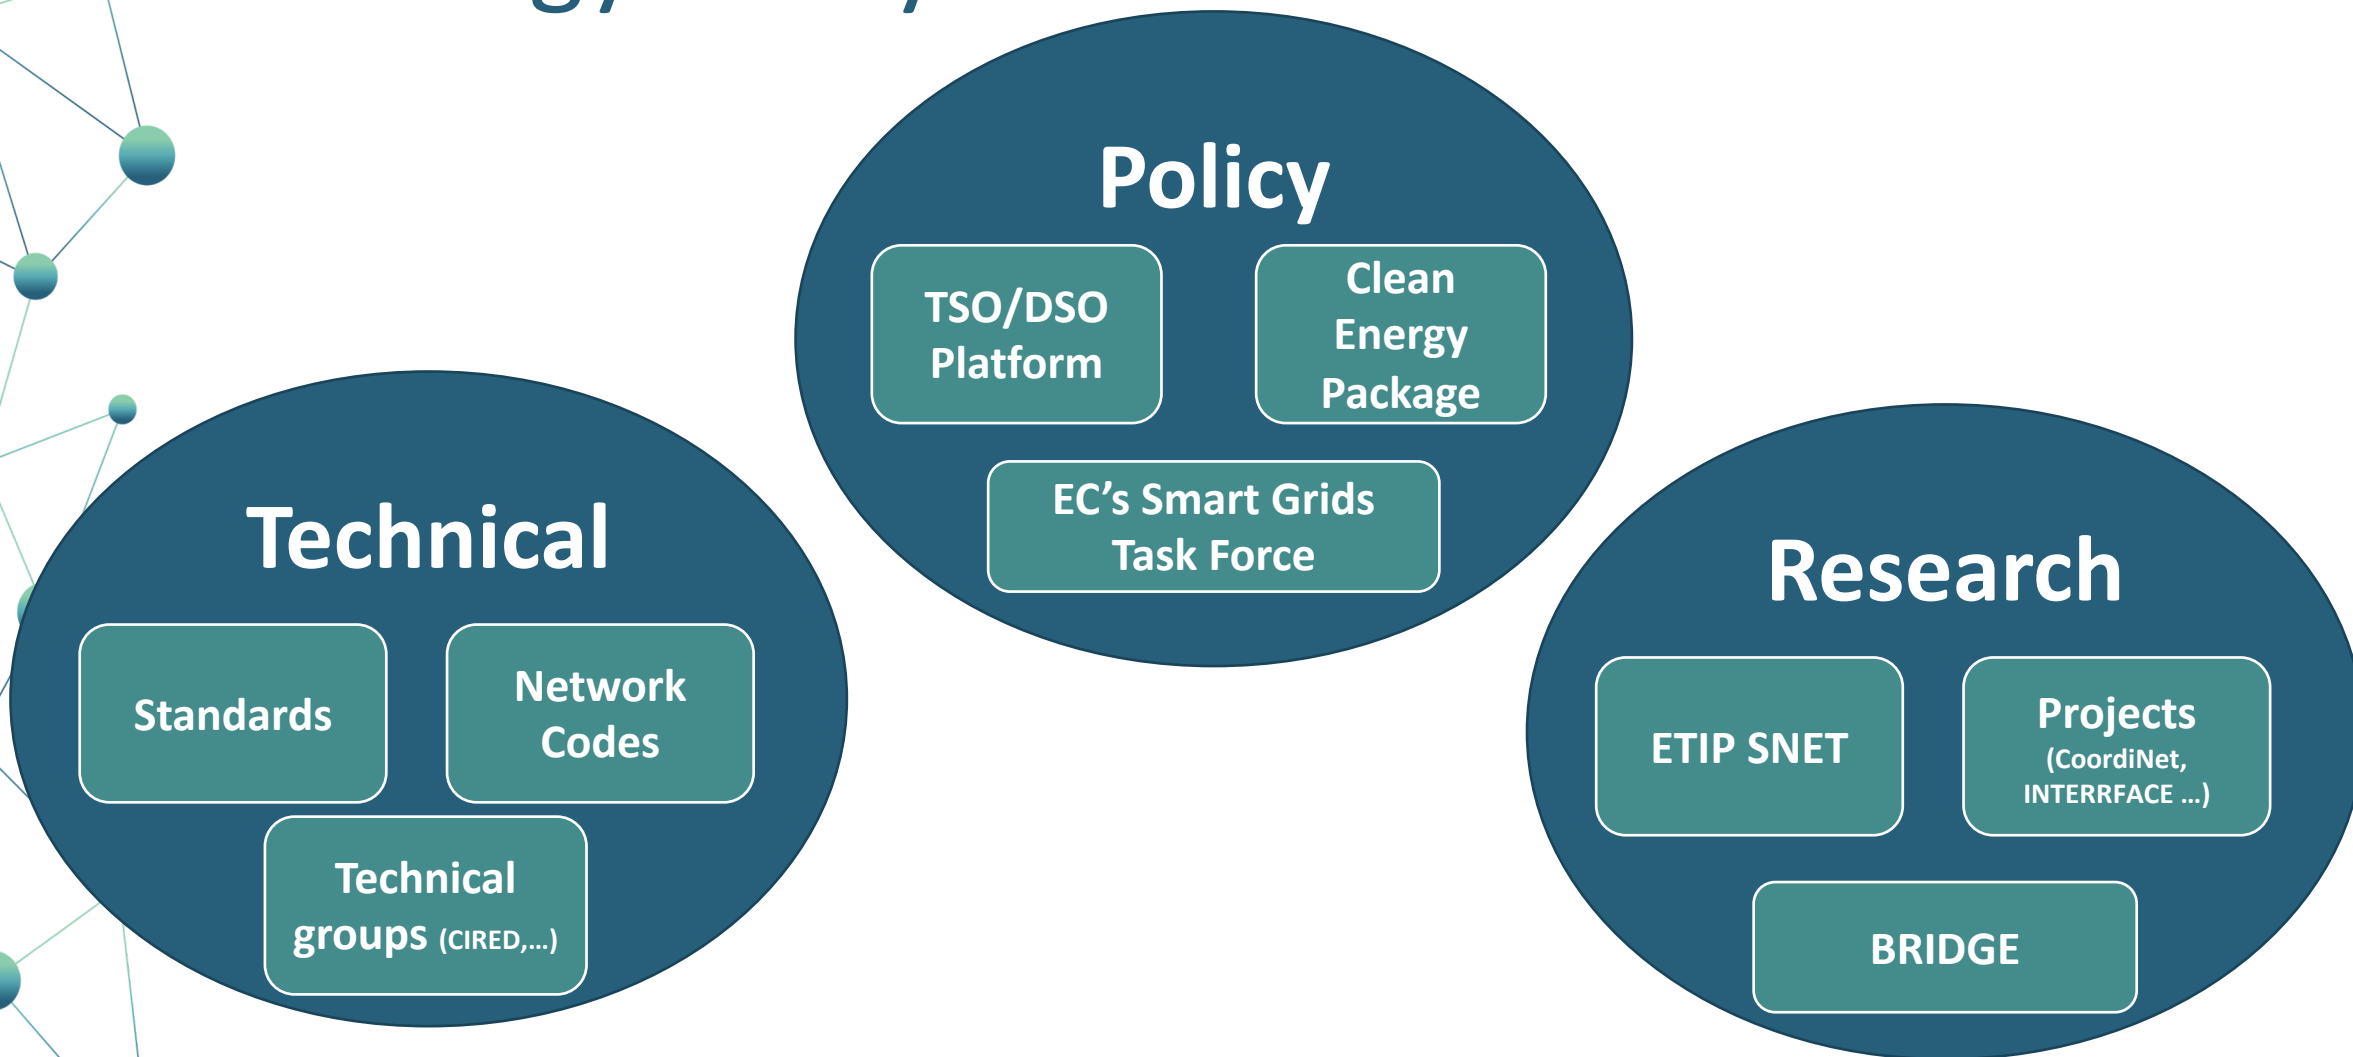 Policy
TSO/DSO
Platform
Clean
Energy
Package
EC’s Smart Grids
Task Force
Technical
Standards
Network
Codes
Technical
groups (CIRED,...)
Research
ETIP SNET
Projects
(CoordiNet,
INTERRFACE ...)
BRIDGE